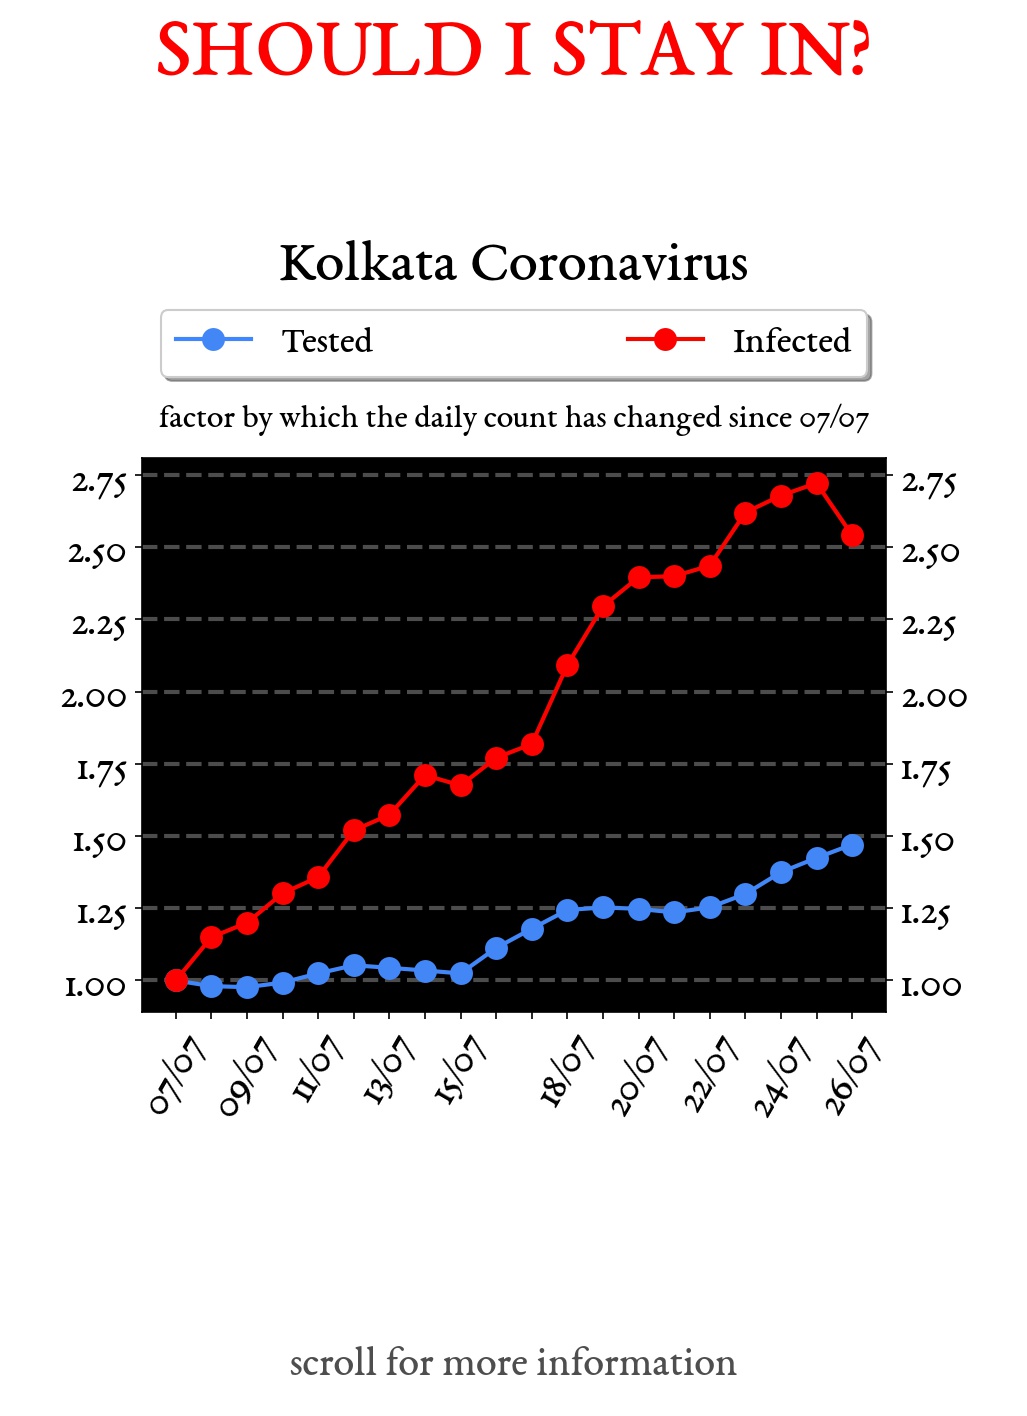 SHOULD I STAY IN?
Kolkata Coronavirus
Tested Infected
factor by which the daily count has changed since 07/07
2.75 2.75
2.50 2.50
2.25 2.25
2.00 2.00
1.75 1.75
1.50 1.50
1.25 1.25
1.00 1.00
07/07 09/07 11/07 13/07 15/07 18/07 20/07 22/07 24/07 26/07
scroll for more information